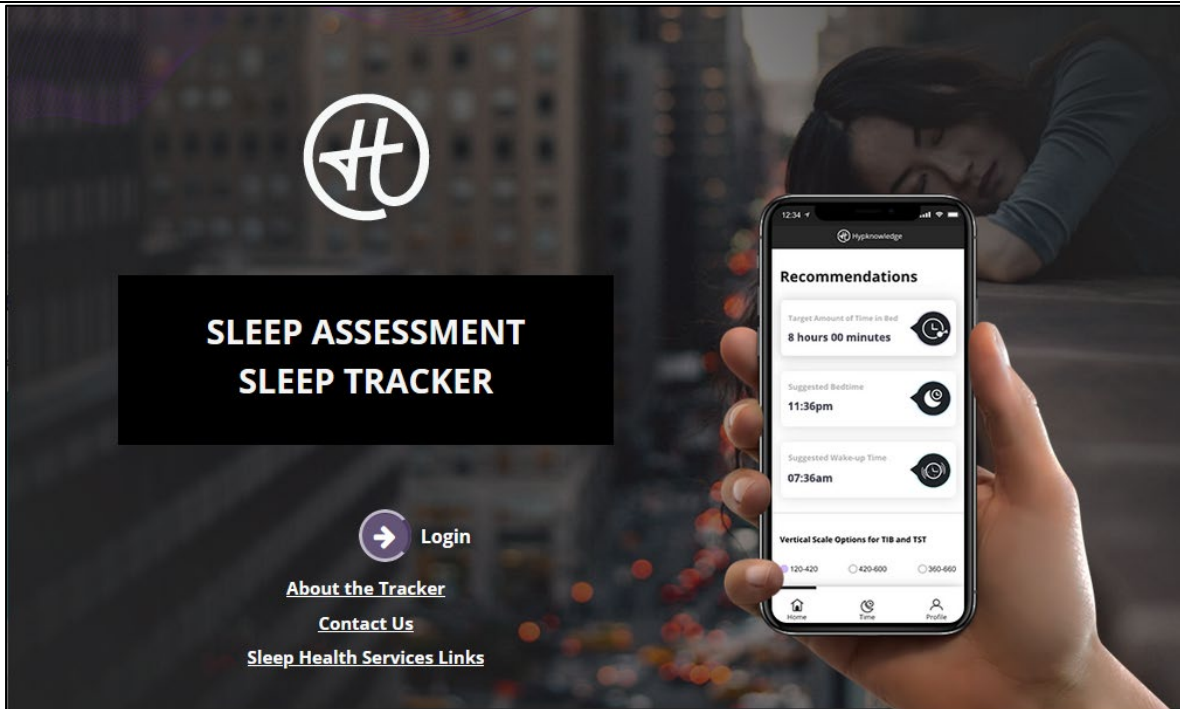 SLEEP ASSESSMENT
SLEEP TRACKER
Login
About the Tracker
Contact Us
Sleep Health Services Links
12:34
Hypknowledge
Recommendations
Target Amount of Time in Bed
8 hours 00 minutes
Suggested Bedtime
11:36pm
Suggested Wake-up Time
07:36am
Vertical Scale Options for TIB and TST
120-420 420-600 360-660
Home Time Profile